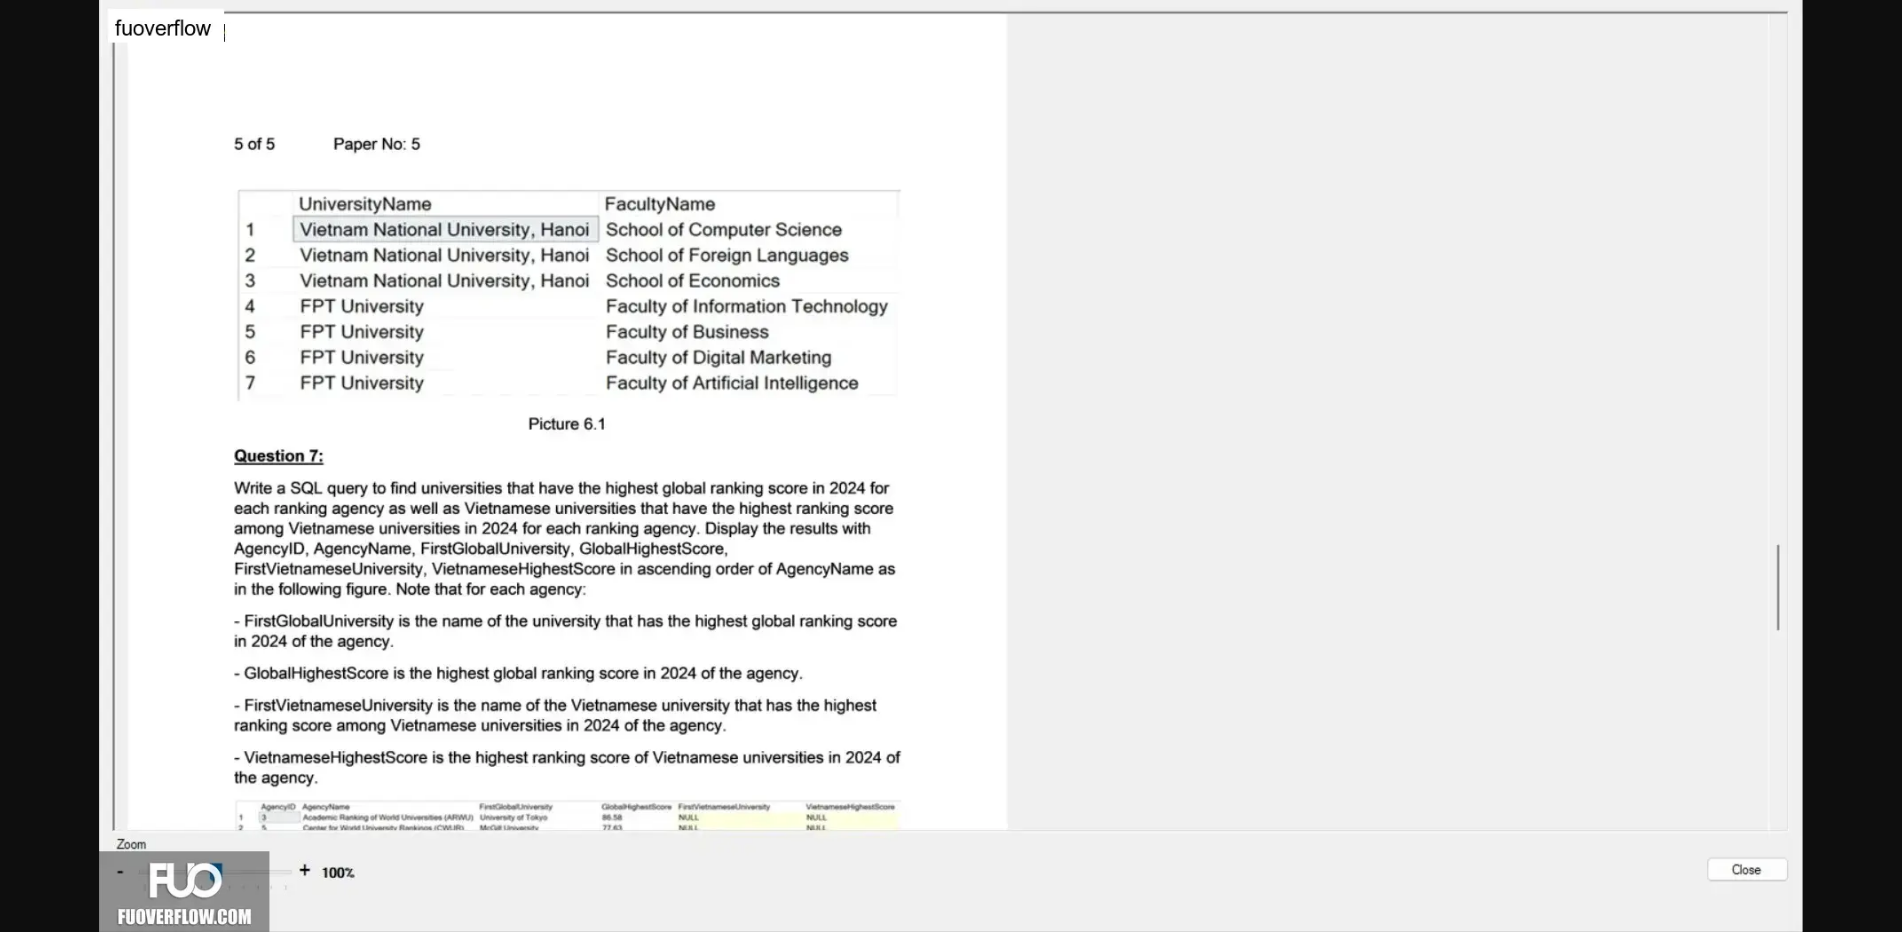 fuoverflow
5 of 5 Paper No: 5
UniversityName FacultyName
1 Vietnam National University, Hanoi School of Computer Science
2 Vietnam National University, Hanoi School of Foreign Languages
3 Vietnam National University, Hanoi School of Economics
4 FPT University Faculty of Information Technology
5 FPT University Faculty of Business
6 FPT University Faculty of Digital Marketing
7 FPT University Faculty of Artificial Intelligence
Picture 6.1
Question 7:
Write a SQL query to find universities that have the highest global ranking score in 2024 for
each ranking agency as well as Vietnamese universities that have the highest ranking score
among Vietnamese universities in 2024 for each ranking agency. Display the results with
AgencyID, AgencyName, FirstGlobalUniversity, GlobalHighestScore,
FirstVietnameseUniversity, VietnameseHighestScore in ascending order of AgencyName as
in the following figure. Note that for each agency:
- FirstGlobalUniversity is the name of the university that has the highest global ranking score
in 2024 of the agency.
- GlobalHighestScore is the highest global ranking score in 2024 of the agency.
- FirstVietnameseUniversity is the name of the Vietnamese university that has the highest
ranking score among Vietnamese universities in 2024 of the agency.
- VietnameseHighestScore is the highest ranking score of Vietnamese universities in 2024 of
the agency.
AgencyID AgencyName FirstGlobalUniversity GlobalHighestScore FirstVietnameseUniversity VietnameseHighestScore
1 3 Academic Ranking of World Universities (ARWU) University of Tokyo 86.58 NULL NULL
2 5 Center for World University Rankings (CWUR) McGill University 77.63 NULL NULL
Zoom
- + 100%
Close
FUO
FUOVERFLOW.COM